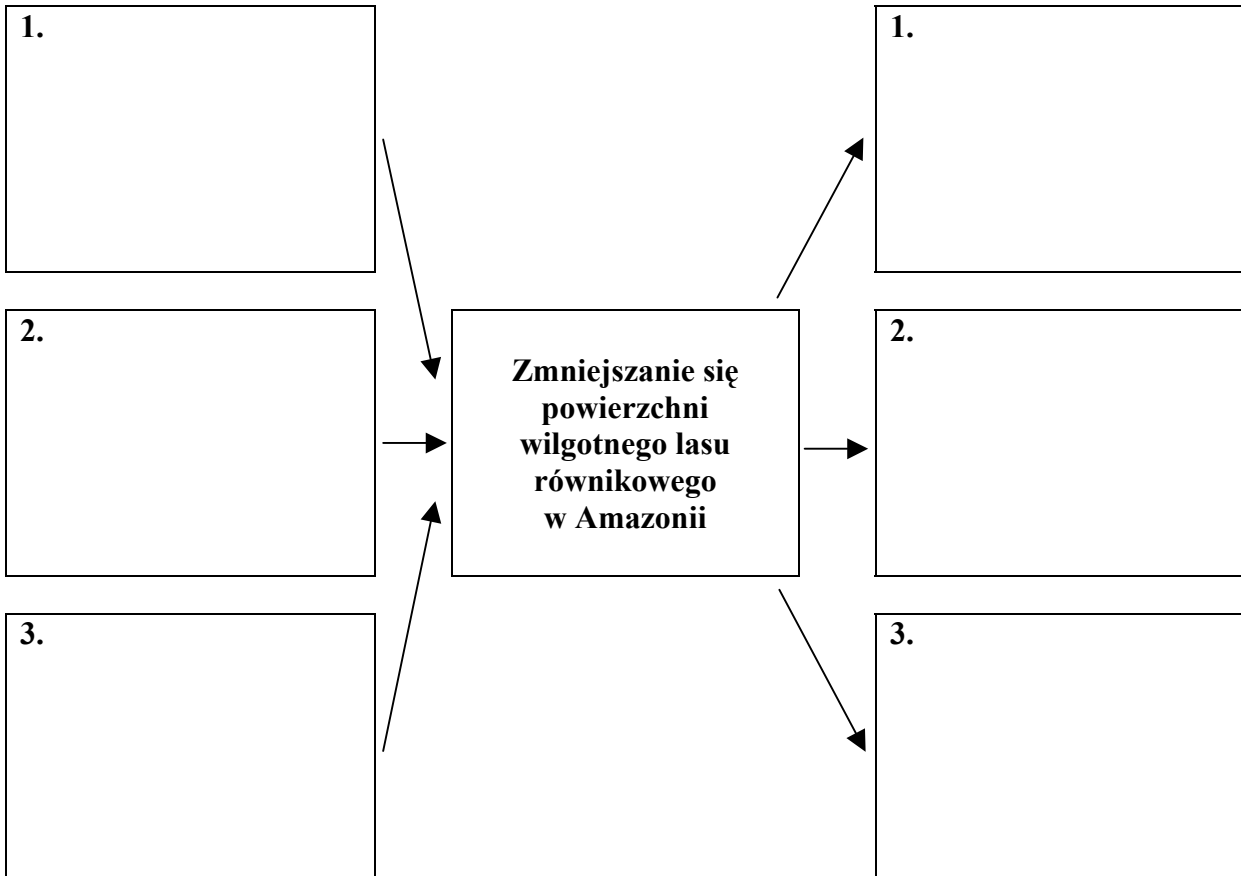 1.
1.
2.
2.
Zmniejszanie się
powierzchni
wilgotnego lasu
równikowego
w Amazonii
3.
3.